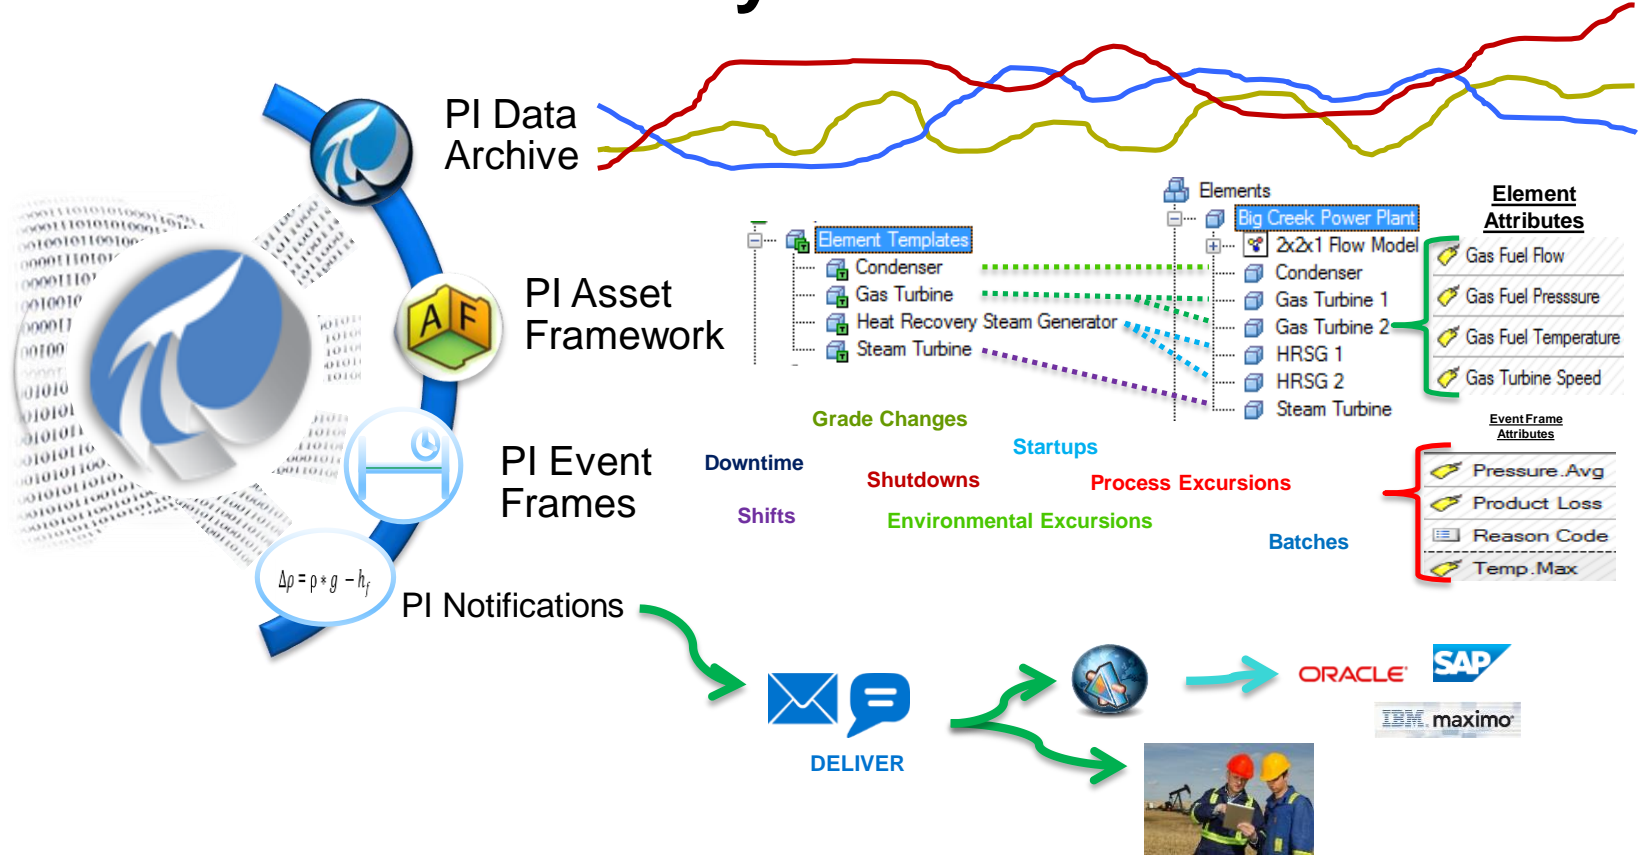 PI Data
Archive
Elements
Big Creek Power Plant
2x2x1 Flow Model
Condenser
Gas Turbine 1
Gas Turbine 2
HRSG 1
HRSG 2
Steam Turbine
Element
Attributes
Gas Fuel Flow
Gas Fuel Presssure
Gas Fuel Temperature
Gas Turbine Speed
Element Templates
Condenser
Gas Turbine
Heat Recovery Steam Generator
Steam Turbine
AF
PI Asset
Framework
Grade Changes
Startups
Downtime
Shutdowns
Process Excursions
Shifts
Environmental Excursions
Batches
Event Frame
Attributes
Pressure.Avg
Product Loss
Reason Code
Temp.Max
PI Event
Frames
Δρ = ρ * g − h_f
PI Notifications
DELIVER
ORACLE
SAP
IBM. maximo